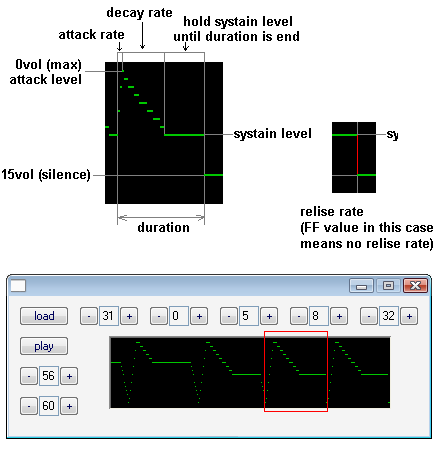 decay rate
attack rate
hold systain level
until duration is end
0vol (max)
attack level
systain level
15vol (silence)
duration
sy
relise rate
(FF value in this case
means no relise rate)
load
- 31 +
- 0 +
- 5 +
- 8 +
- 32 +
play
- 56 +
- 60 +